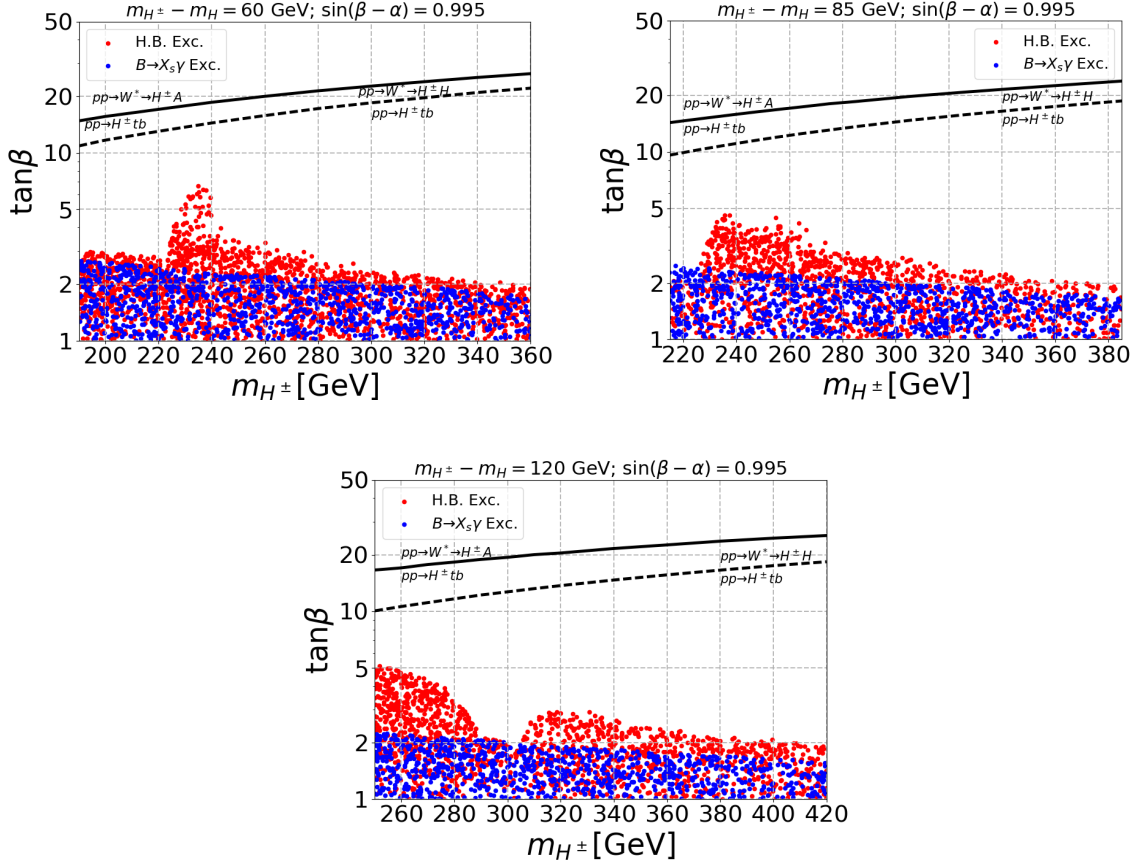 m_{H^±} − m_H = 60 GeV; sin(β−α) = 0.995
50
20
10
5
2
1
tanβ
H.B. Exc.
B→X_sγ Exc.
pp→W^*→H^±A
pp→H^±tb
pp→W^*→H^±H
pp→H^±tb
200 220 240 260 280 300 320 340 360
m_{H^±}[GeV]
m_{H^±} − m_H = 85 GeV; sin(β−α) = 0.995
50
20
10
5
2
1
tanβ
H.B. Exc.
B→X_sγ Exc.
pp→W^*→H^±A
pp→H^±tb
pp→W^*→H^±H
pp→H^±tb
220 240 260 280 300 320 340 360 380
m_{H^±}[GeV]
m_{H^±} − m_H = 120 GeV; sin(β−α) = 0.995
50
20
10
5
2
1
tanβ
H.B. Exc.
B→X_sγ Exc.
pp→W^*→H^±A
pp→H^±tb
pp→W^*→H^±H
pp→H^±tb
260 280 300 320 340 360 380 400 420
m_{H^±}[GeV]